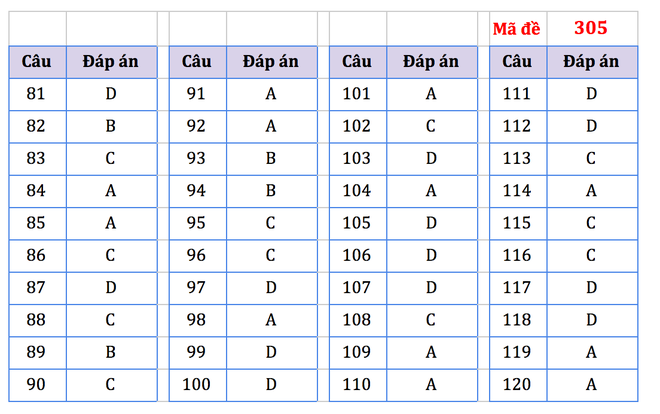 Mã đề 305
Câu Đáp án Câu Đáp án Câu Đáp án Câu Đáp án
81 D 91 A 101 A 111 D
82 B 92 A 102 C 112 D
83 C 93 B 103 D 113 C
84 A 94 B 104 A 114 A
85 A 95 C 105 D 115 C
86 C 96 C 106 D 116 C
87 D 97 D 107 D 117 D
88 C 98 A 108 C 118 D
89 B 99 D 109 A 119 A
90 C 100 D 110 A 120 A